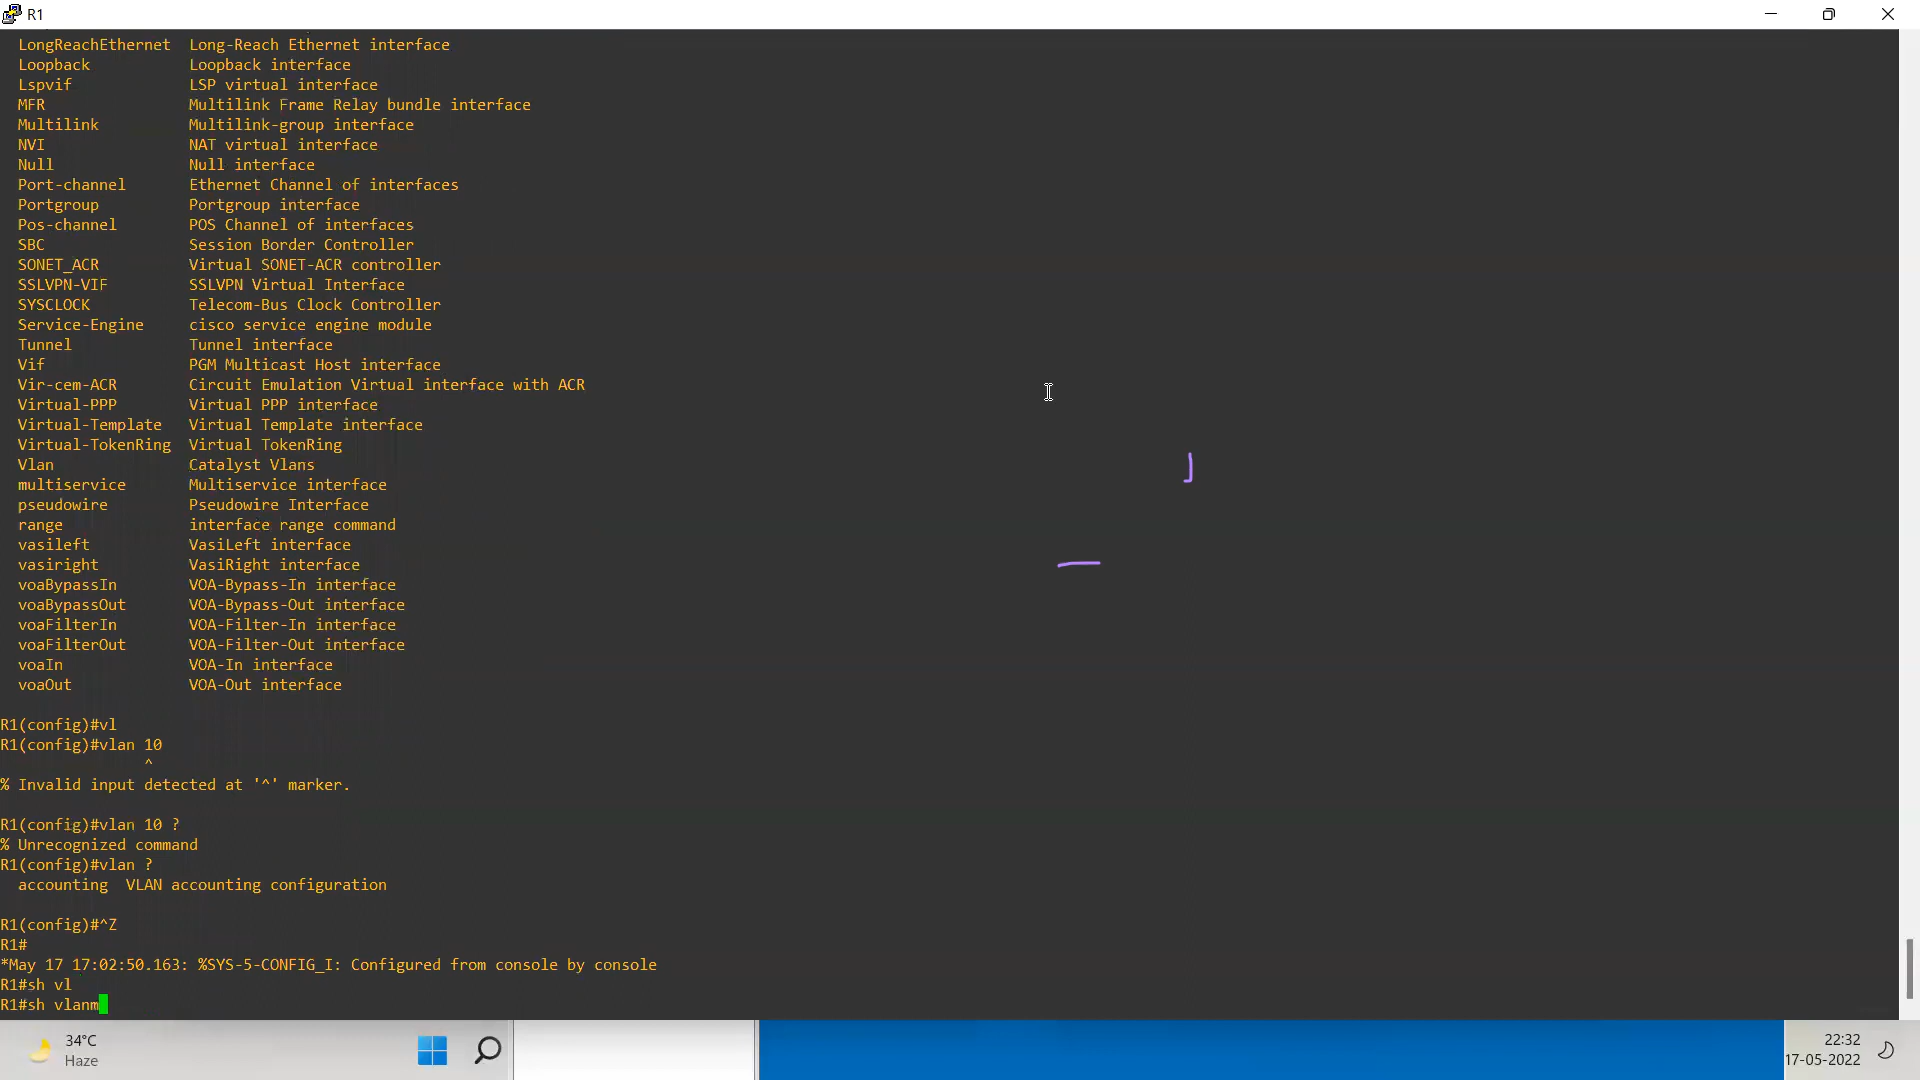 R1
LongReachEthernet Long-Reach Ethernet interface
Loopback Loopback interface
Lspvif LSP virtual interface
MFR Multilink Frame Relay bundle interface
Multilink Multilink-group interface
NVI NAT virtual interface
Null Null interface
Port-channel Ethernet Channel of interfaces
Portgroup Portgroup interface
Pos-channel POS Channel of interfaces
SBC Session Border Controller
SONET_ACR Virtual SONET-ACR controller
SSLVPN-VIF SSLVPN Virtual Interface
SYSCLOCK Telecom-Bus Clock Controller
Service-Engine cisco service engine module
Tunnel Tunnel interface
Vif PGM Multicast Host interface
Vir-cem-ACR Circuit Emulation Virtual interface with ACR
Virtual-PPP Virtual PPP interface
Virtual-Template Virtual Template interface
Virtual-TokenRing Virtual TokenRing
Vlan Catalyst Vlans
multiservice Multiservice interface
pseudowire Pseudowire Interface
range interface range command
vasileft VasiLeft interface
vasiright VasiRight interface
voaBypassIn VOA-Bypass-In interface
voaBypassOut VOA-Bypass-Out interface
voaFilterIn VOA-Filter-In interface
voaFilterOut VOA-Filter-Out interface
voaIn VOA-In interface
voaOut VOA-Out interface
R1(config)#vl
R1(config)#vlan 10
^
% Invalid input detected at '^' marker.
R1(config)#vlan 10 ?
% Unrecognized command
R1(config)#vlan ?
accounting VLAN accounting configuration
R1(config)#^Z
R1#
*May 17 17:02:50.163: %SYS-5-CONFIG_I: Configured from console by console
R1#sh vl
R1#sh vlanm
34°C
Haze
22:32
17-05-2022